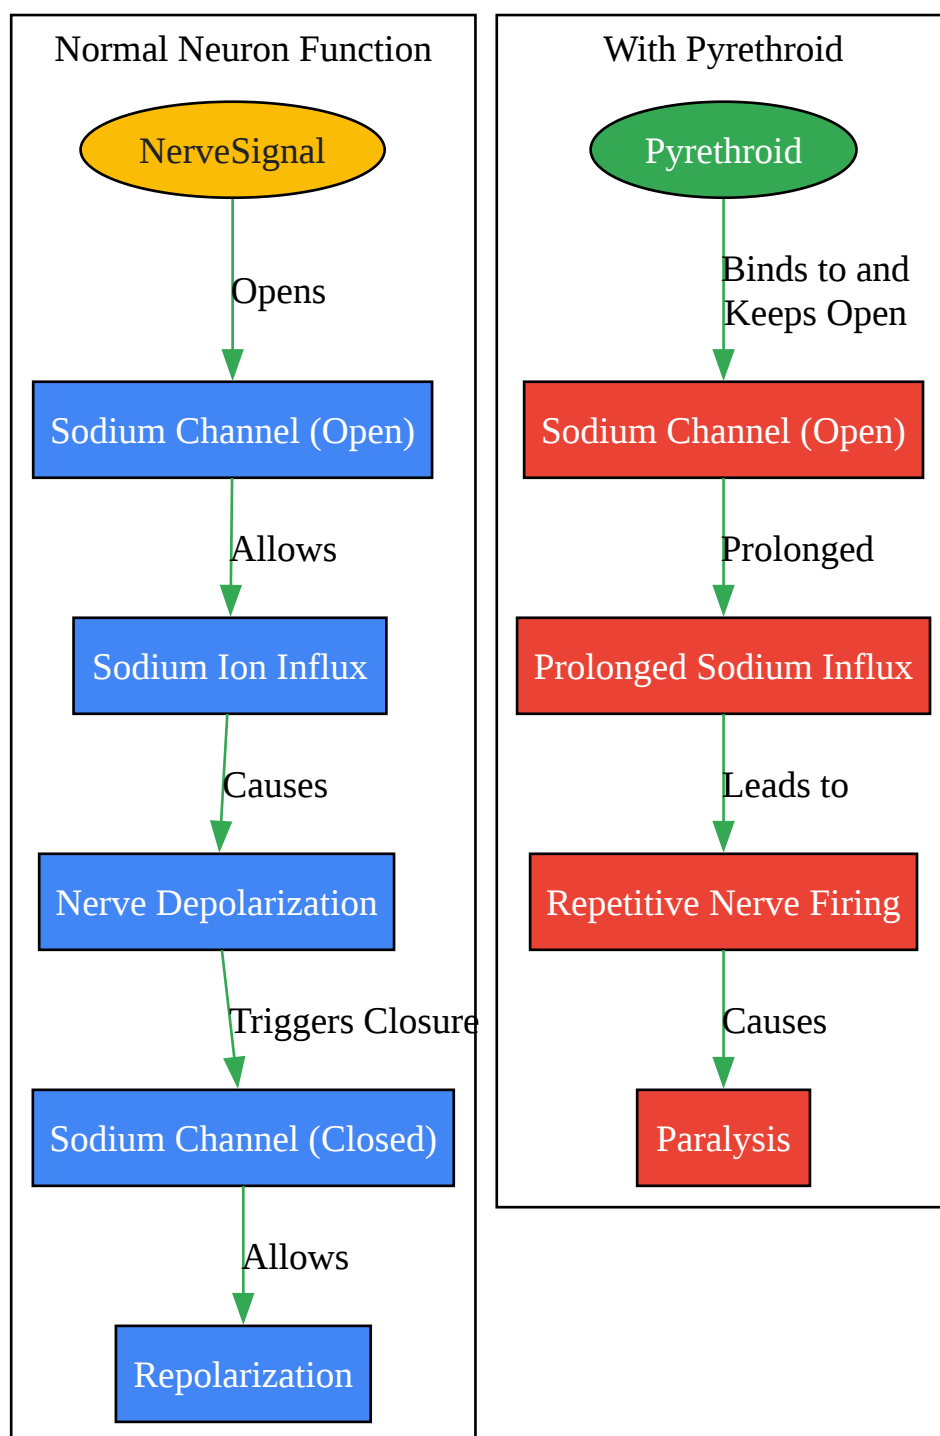 Normal Neuron Function
NerveSignal
Opens
Sodium Channel (Open)
Allows
Sodium Ion Influx
Causes
Nerve Depolarization
Triggers Closure
Sodium Channel (Closed)
Allows
Repolarization
With Pyrethroid
Pyrethroid
Binds to and
Keeps Open
Sodium Channel (Open)
Prolonged
Prolonged Sodium Influx
Leads to
Repetitive Nerve Firing
Causes
Paralysis